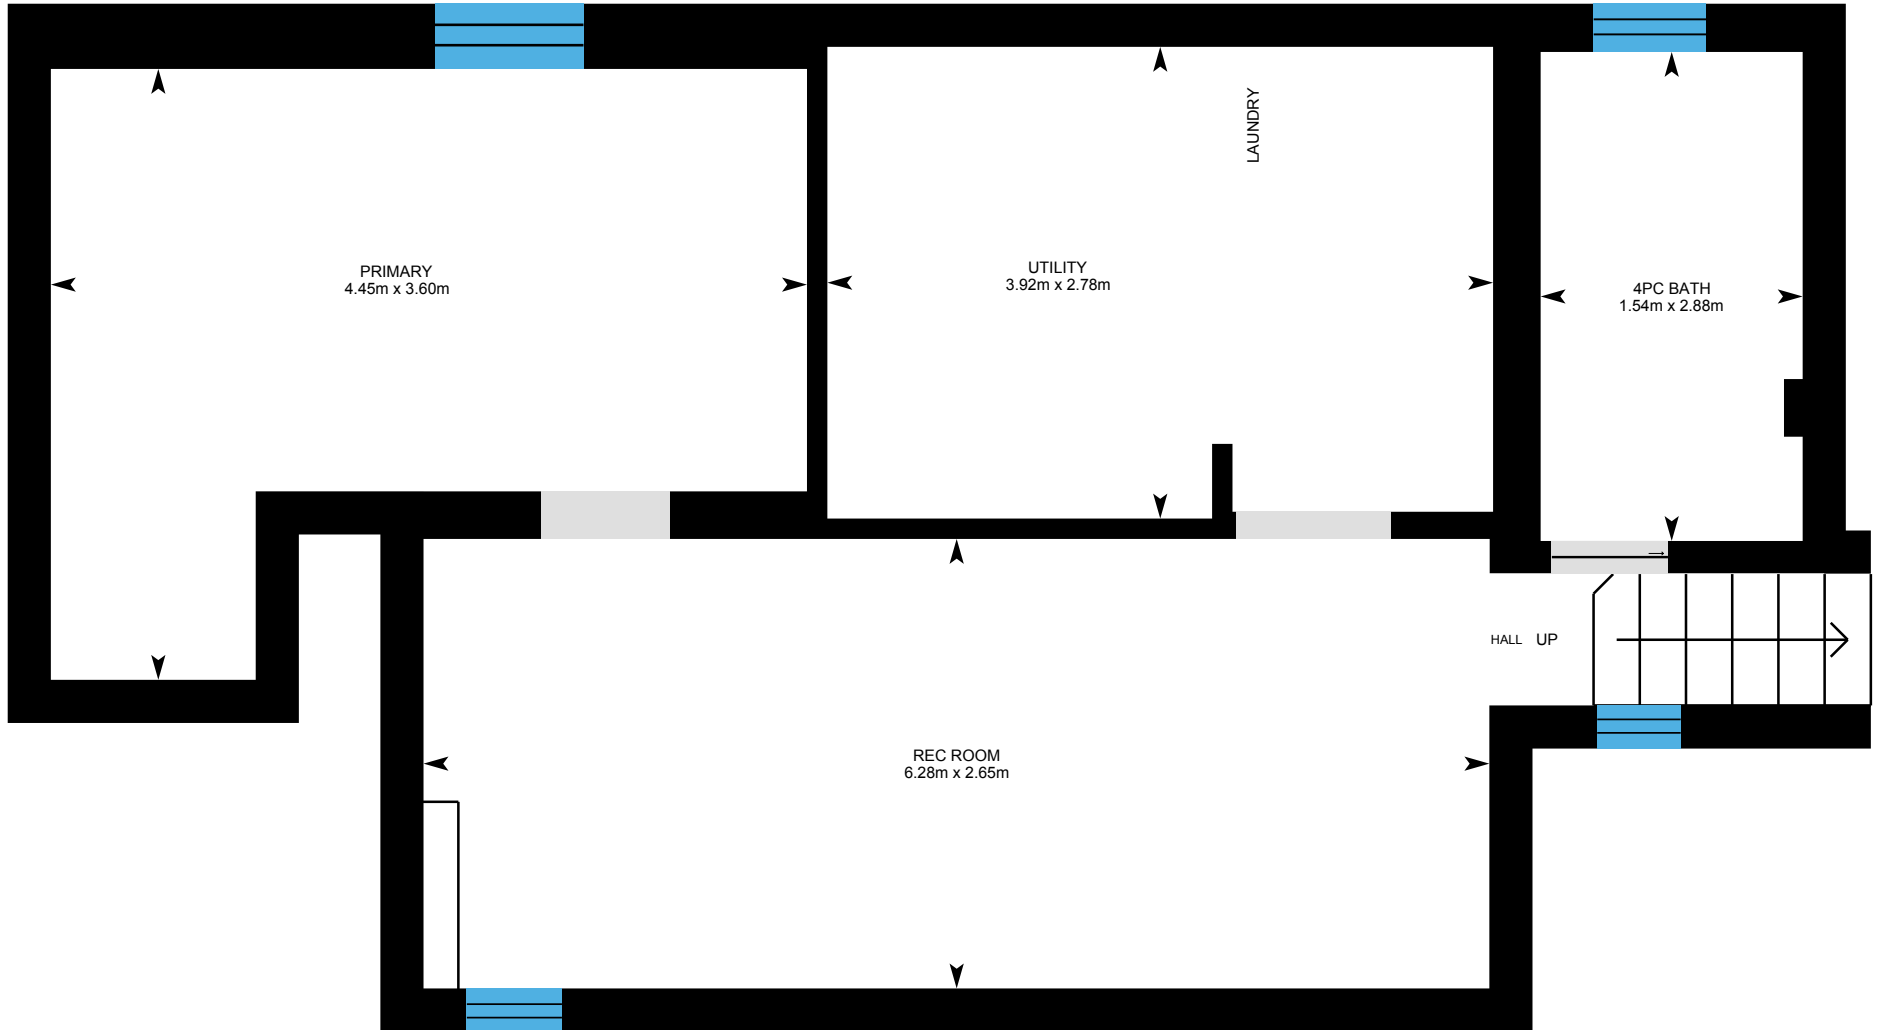 PRIMARY
4.45m x 3.60m
UTILITY
3.92m x 2.78m
LAUNDRY
4PC BATH
1.54m x 2.88m
HALL UP
REC ROOM
6.28m x 2.65m